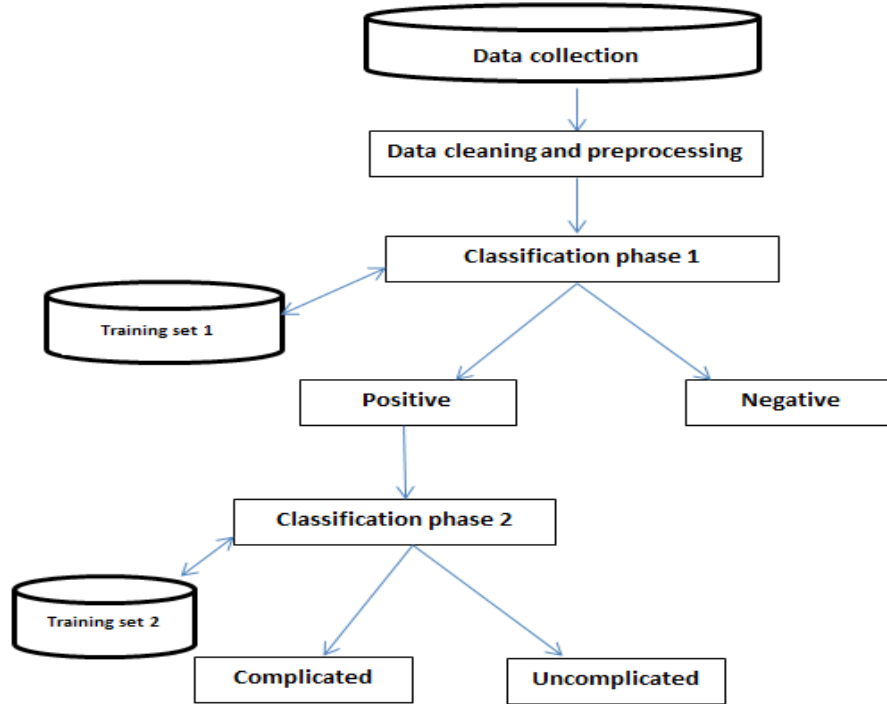 Data collection
Data cleaning and preprocessing
Classification phase 1
Training set 1
Positive
Negative
Classification phase 2
Training set 2
Complicated
Uncomplicated